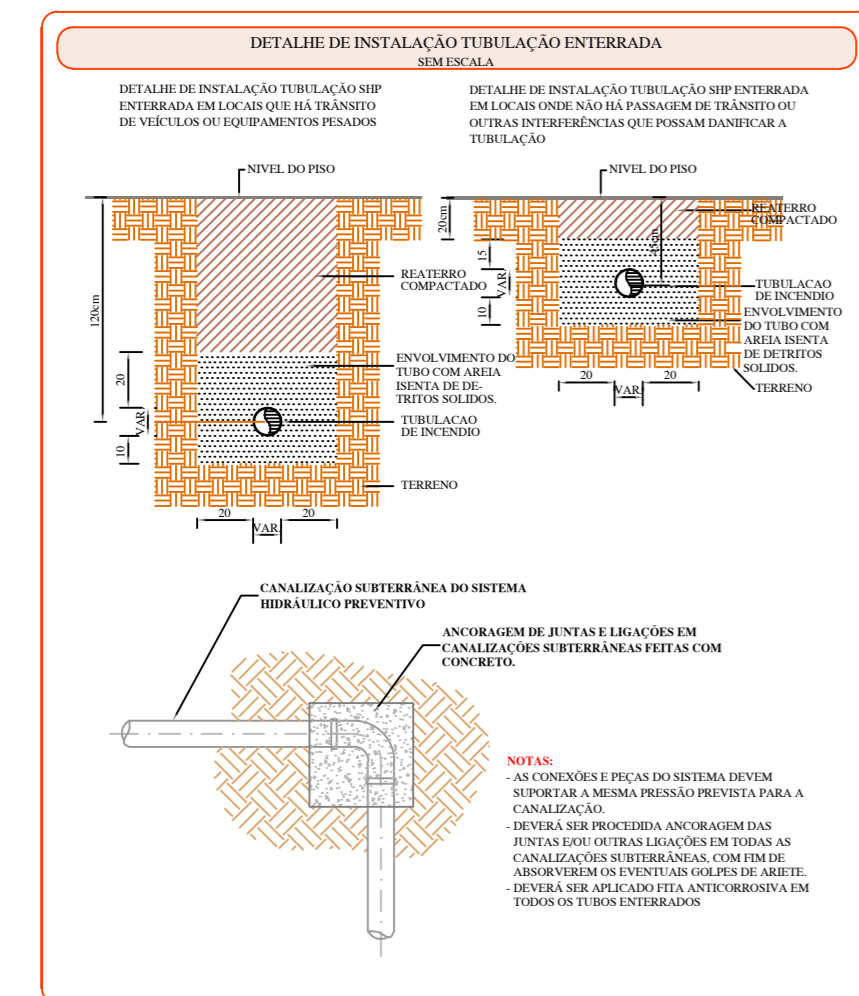 DETALHE DE INSTALAÇÃO TUBULAÇÃO ENTERRADA
SEM ESCALA
DETALHE DE INSTALAÇÃO TUBULAÇÃO SHP
ENTERRADA EM LOCAIS QUE HÁ TRÂNSITO
DE VEÍCULOS OU EQUIPAMENTOS PESADOS
NIVEL DO PISO
120cm
REATERRO
COMPACTADO
20
ENVOLVIMENTO DO
TUBO COM AREIA
ISENTA DE DE-
TRITOS SOLIDOS.
VAR.
TUBULACAO
DE INCENDIO
10
TERRENO
20
VAR.
20
DETALHE DE INSTALAÇÃO TUBULAÇÃO SHP ENTERRADA
EM LOCAIS ONDE NÃO HÁ PASSAGEM DE TRÂNSITO OU
OUTRAS INTERFERÊNCIAS QUE POSSAM DANIFICAR A
TUBULAÇÃO
NIVEL DO PISO
20cm
REATERRO
COMPACTADO
45cm
15
VAR.
TUBULACAO
DE INCENDIO
10
ENVOLVIMENTO
DO TUBO COM
AREIA ISENTA
DE DETRITOS
SOLIDOS.
TERRENO
20
VAR.
20
CANALIZAÇÃO SUBTERRÂNEA DO SISTEMA
HIDRÁULICO PREVENTIVO
ANCORAGEM DE JUNTAS E LIGAÇÕES EM
CANALIZAÇÕES SUBTERRÂNEAS FEITAS COM
CONCRETO.
NOTAS:
- AS CONEXÕES E PEÇAS DO SISTEMA DEVEM
SUPORTAR A MESMA PRESSÃO PREVISTA PARA A
CANALIZAÇÃO.
- DEVERÁ SER PROCEDIDA ANCORAGEM DAS
JUNTAS E/OU OUTRAS LIGAÇÕES EM TODAS AS
CANALIZAÇÕES SUBTERRÂNEAS, COM FIM DE
ABSORVEREM OS EVENTUAIS GOLPES DE ARIETE.
- DEVERÁ SER APLICADO FITA ANTICORROSIVA EM
TODOS OS TUBOS ENTERRADOS